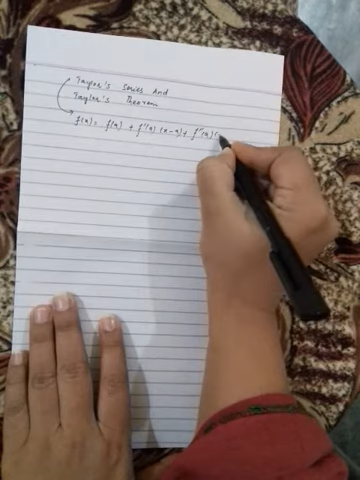 Taylor's Series And
Taylor's Theorem
f(x) = f(a) + f'(a) (x-a) + f''(a) (